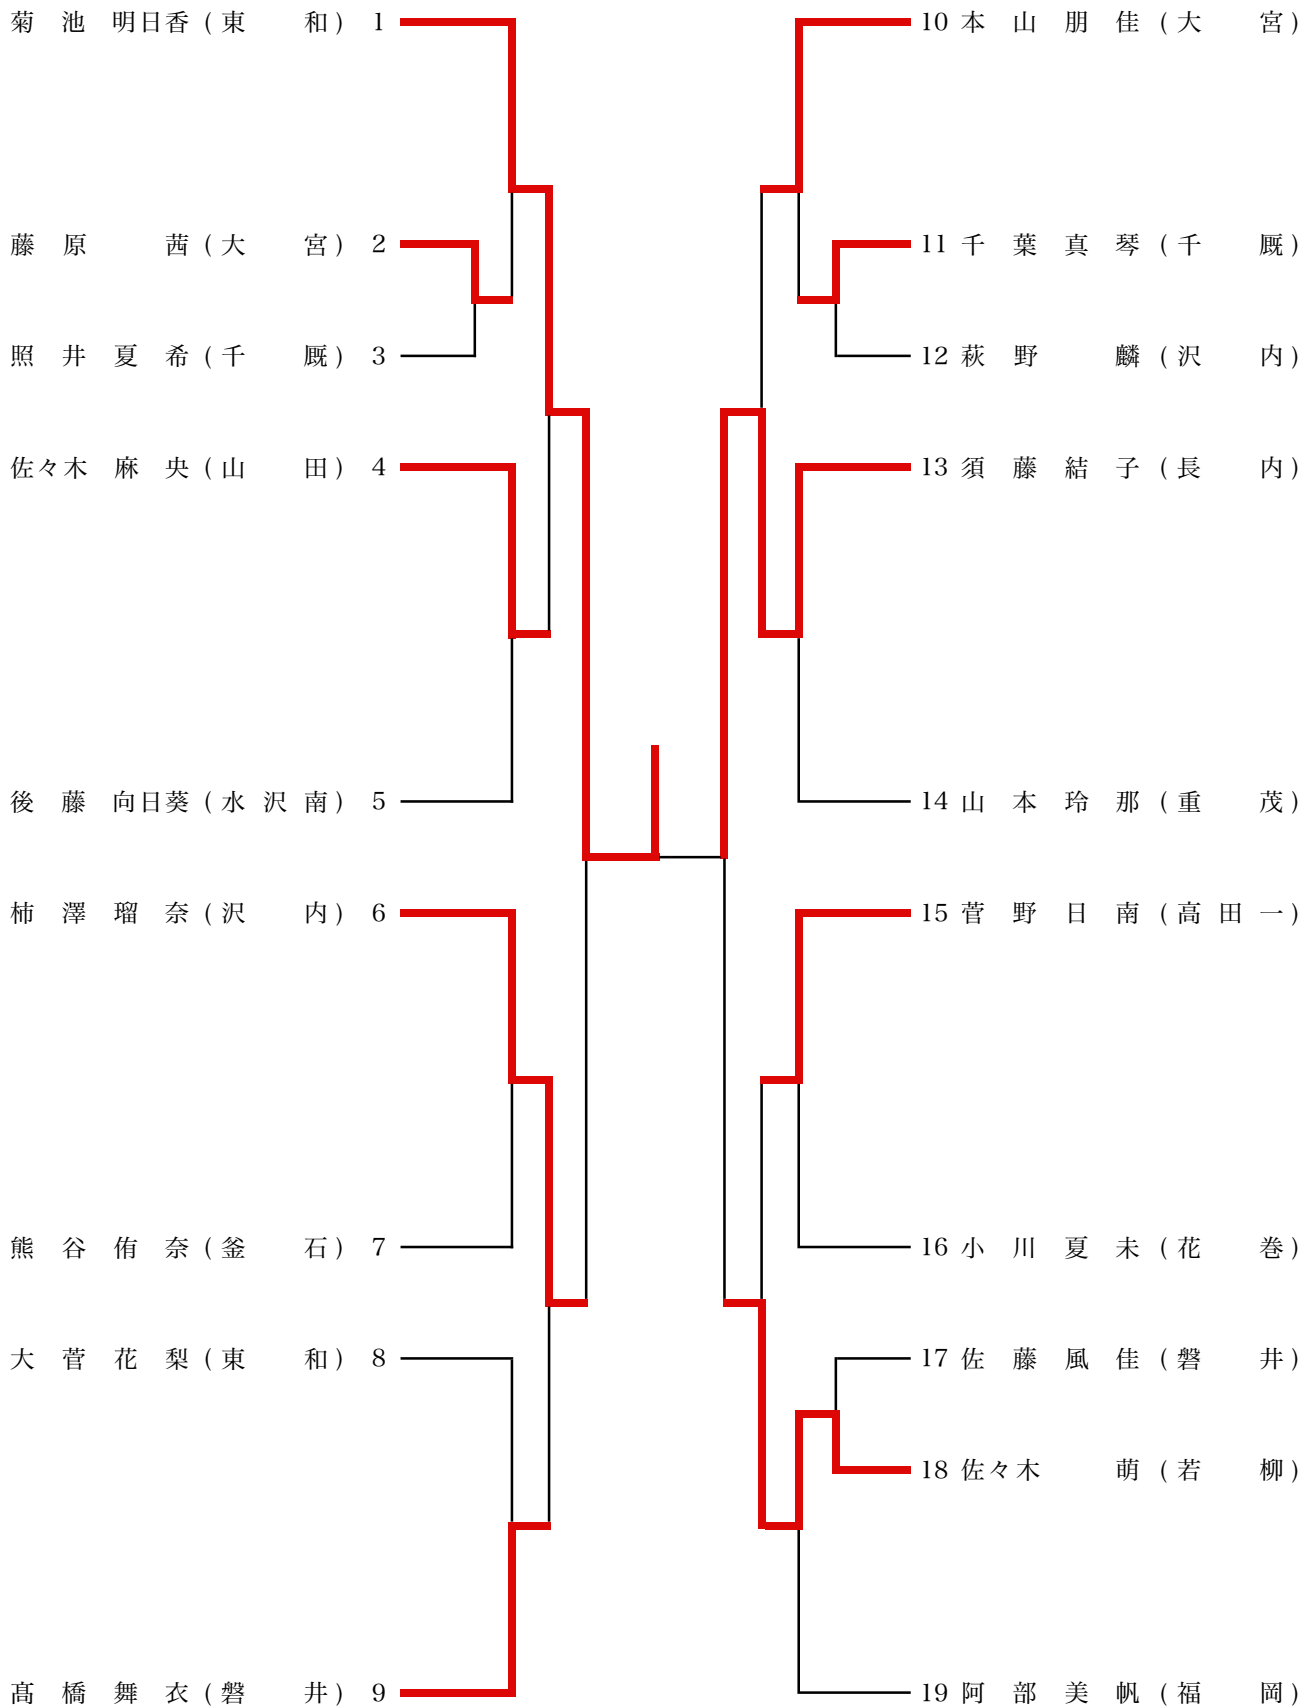 菊池 明日香 (東和) 1
藤原 茜 (大宮) 2
照井 夏希 (千厩) 3
佐々木 麻央 (山田) 4
後藤 向日葵 (水沢南) 5
柿澤 瑠奈 (沢内) 6
熊谷 侑奈 (釜石) 7
大菅 花梨 (東和) 8
髙橋 舞衣 (磐井) 9
10 本山 朋佳 (大宮)
11 千葉 真琴 (千厩)
12 萩野 麟 (沢内)
13 須藤 結子 (長内)
14 山本 玲那 (重茂)
15 菅野 日南 (高田一)
16 小川 夏未 (花巻)
17 佐藤 風佳 (磐井)
18 佐々木 萌 (若柳)
19 阿部 美帆 (福岡)